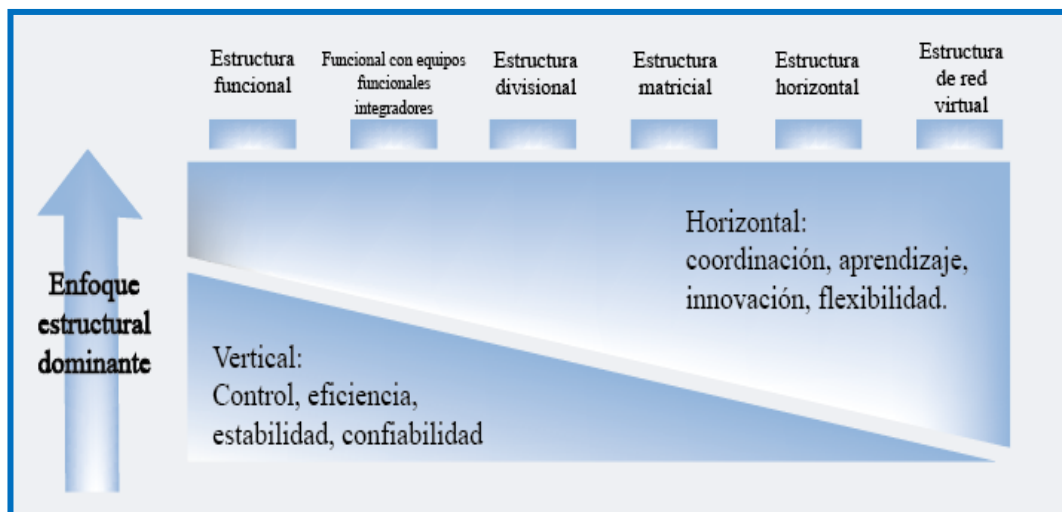 Estructura
funcional
Funcional con equipos
funcionales
integradores
Estructura
divisional
Estructura
matricial
Estructura
horizontal
Estructura
de red
virtual
Enfoque
estructural
dominante
Horizontal:
coordinación, aprendizaje,
innovación, flexibilidad.
Vertical:
Control, eficiencia,
estabilidad, confiabilidad